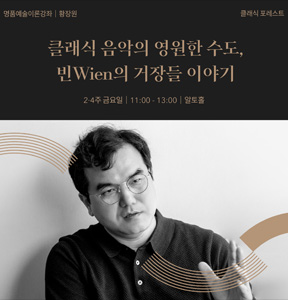 명품예술이론강좌 | 황장원
클래식 포레스트
클래식 음악의 영원한 수도,
빈Wien의 거장들 이야기
2·4주 금요일 | 11:00 - 13:00 | 알토홀